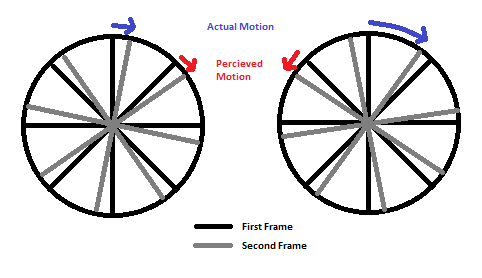 Actual Motion
Percieved
Motion
First Frame
Second Frame